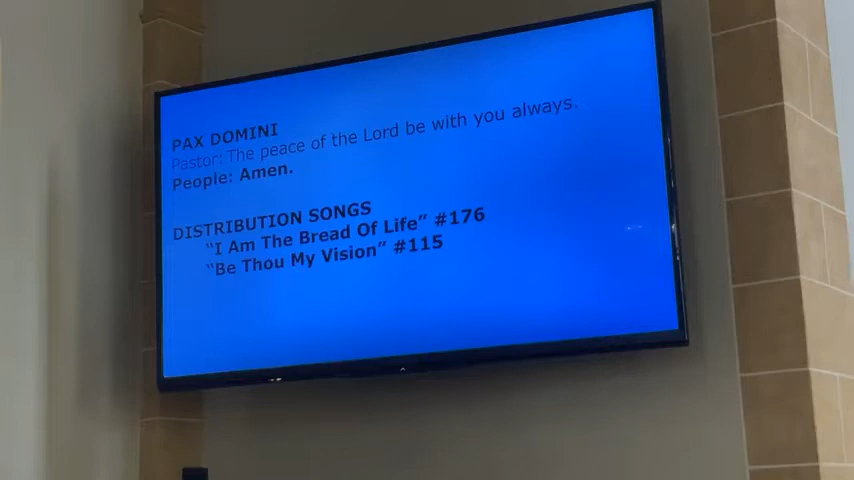 PAX DOMINI
Pastor: The peace of the Lord be with you always.
People: Amen.
DISTRIBUTION SONGS
"I Am The Bread Of Life" #176
"Be Thou My Vision" #115